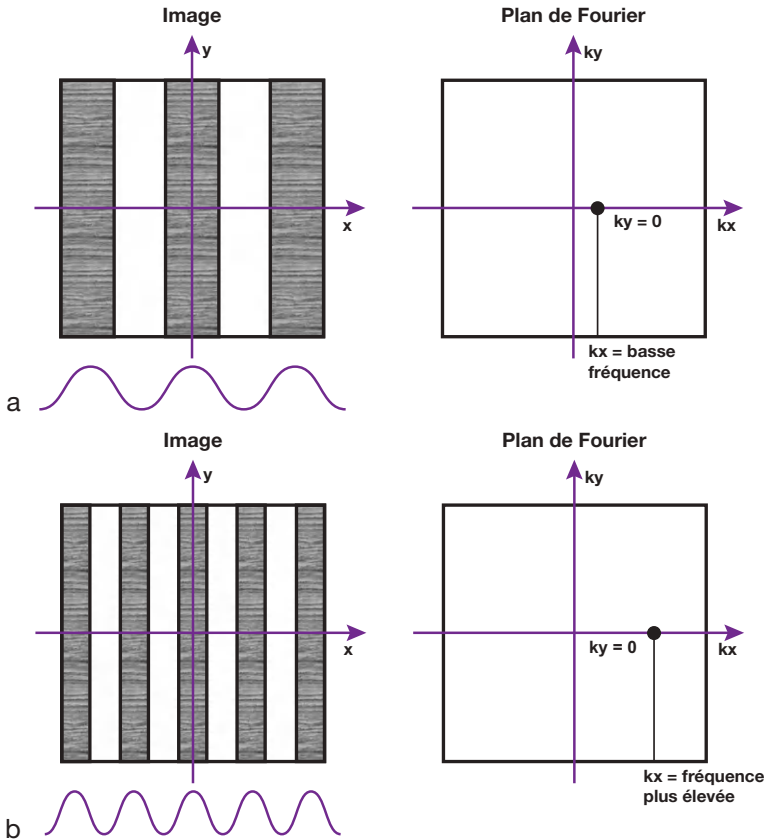 Image
Plan de Fourier
y
ky
x
ky = 0
kx
kx = basse
fréquence
a
Image
Plan de Fourier
y
ky
x
ky = 0
kx
kx = fréquence
plus élevée
b